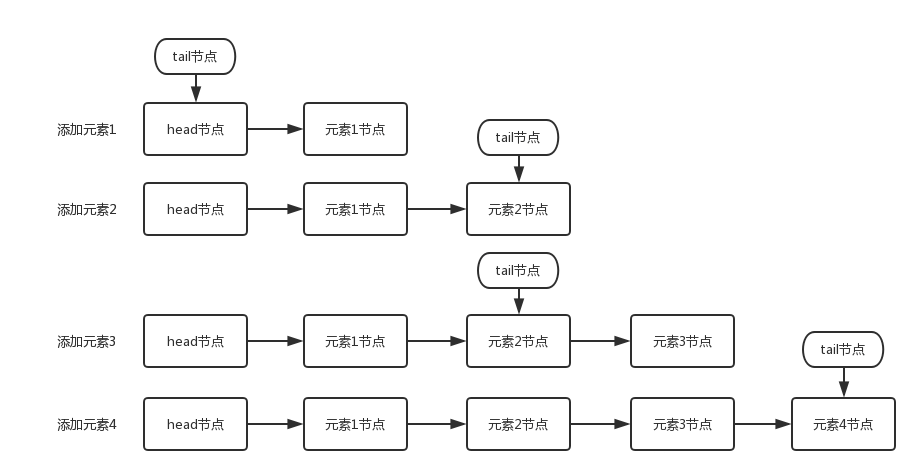 tail节点
添加元素1
head节点
元素1节点
tail节点
添加元素2
head节点
元素1节点
元素2节点
tail节点
添加元素3
head节点
元素1节点
元素2节点
元素3节点
tail节点
添加元素4
head节点
元素1节点
元素2节点
元素3节点
元素4节点